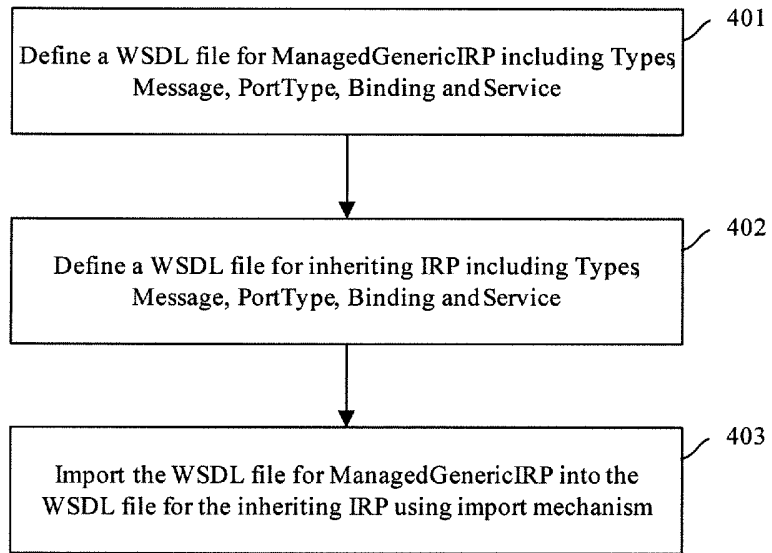 401
Define a WSDL file for ManagedGenericIRP including Types,
Message, PortType, Binding and Service
402
Define a WSDL file for inheriting IRP including Types,
Message, PortType, Binding and Service
403
Import the WSDL file for ManagedGenericIRP into the
WSDL file for the inheriting IRP using import mechanism